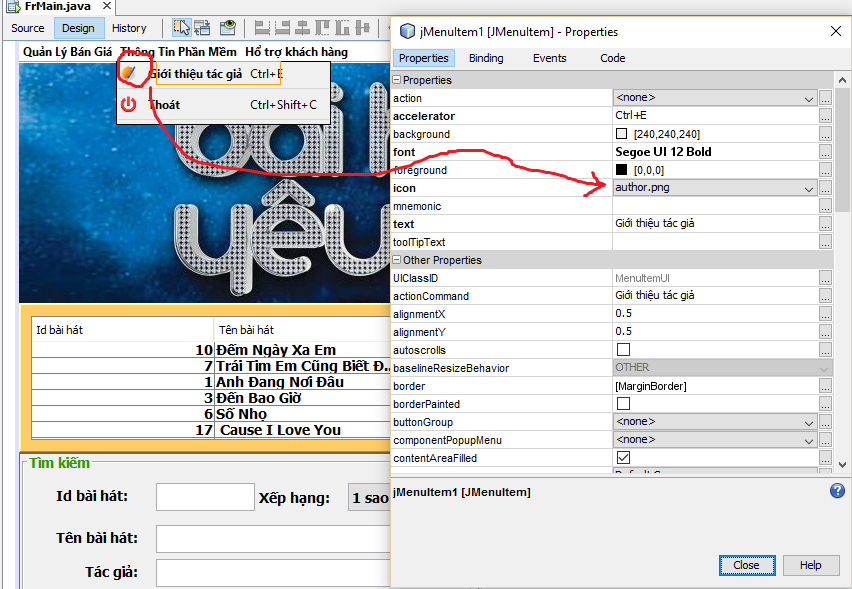 FrMain.java
Source Design History
Quản Lý Bán Giá Thông Tin Phần Mềm Hổ trợ khách hàng
Giới thiệu tác giả Ctrl+E
Thoát Ctrl+Shift+C
bài h
yêu
Id bài hát Tên bài hát
10 Đếm Ngày Xa Em
7 Trái Tim Em Cũng Biết Đ...
1 Anh Đang Nơi Đâu
3 Đến Bao Giờ
6 Số Nhọ
17 Cause I Love You
Tìm kiếm
Id bài hát: Xếp hạng: 1 sao
Tên bài hát:
Tác giả:
jMenuItem1 [JMenuItem] - Properties
Properties Binding Events Code
Properties
action <none> ...
accelerator Ctrl+E ...
background [240,240,240] ...
font Segoe UI 12 Bold ...
foreground [0,0,0] ...
icon author.png ...
mnemonic ...
text Giới thiệu tác giả ...
toolTipText ...
Other Properties
UIClassID MenuItemUI ...
actionCommand Giới thiệu tác giả ...
alignmentX 0.5 ...
alignmentY 0.5 ...
autoscrolls ...
baselineResizeBehavior OTHER
border [MarginBorder] ...
borderPainted ...
buttonGroup <none> ...
componentPopupMenu <none> ...
contentAreaFilled ...
jMenuItem1 [JMenuItem]
Close Help